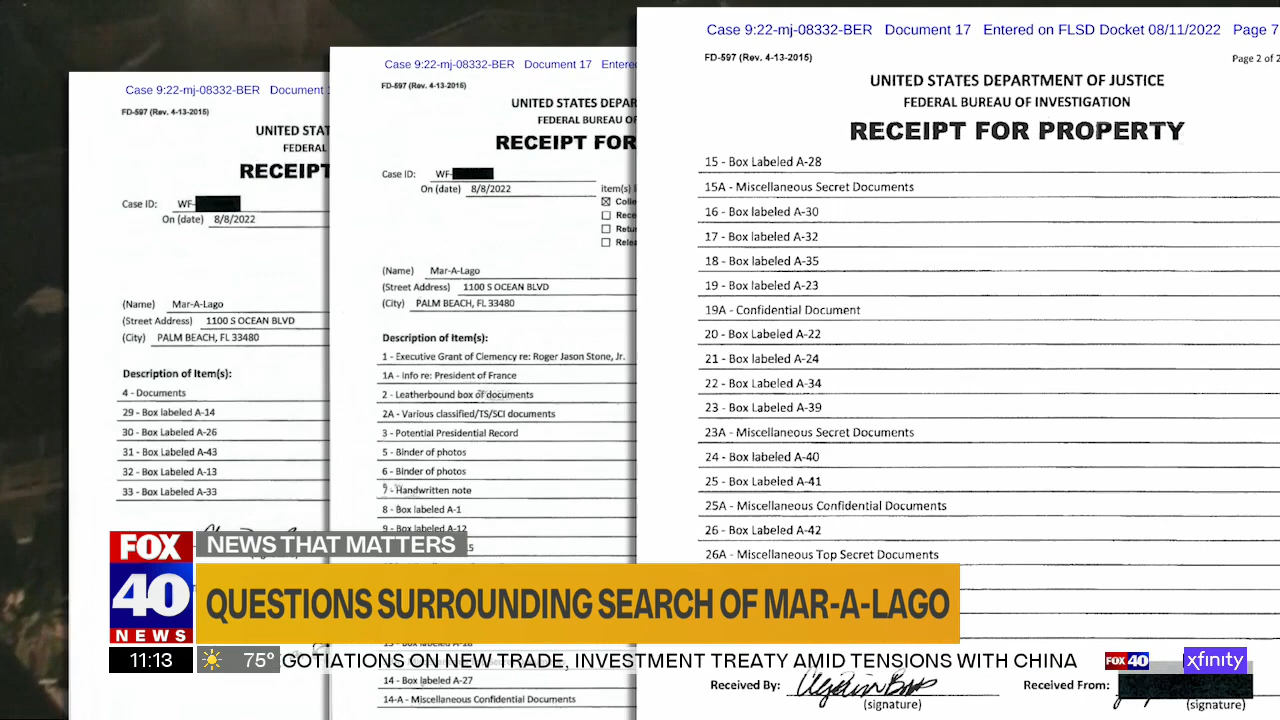 Case 9:22-mj-08332-BER Document
FD-597 (Rev. 4-13-2015)
UNITED STAT
FEDERAL
RECEIPT
Case ID: WF-
On (date) 8/8/2022
(Name) Mar-A-Lago
(Street Address) 1100 S OCEAN BLVD
(City) PALM BEACH, FL 33480
Description of Item(s):
4 - Documents
29 - Box labeled A-14
30 - Box Labeled A-26
31 - Box Labeled A-43
32 - Box Labeled A-13
33 - Box Labeled A-33
Case 9:22-mj-08332-BER Document 17 Entere
FD-597 (Rev. 4-13-2015)
UNITED STATES DEPAR
FEDERAL BUREAU OF
RECEIPT FOR
Case ID: WF-
On (date) 8/8/2022
item(s) l
Colle
Rece
Retu
Relea
(Name) Mar-A-Lago
(Street Address) 1100 S OCEAN BLVD
(City) PALM BEACH, FL 33480
Description of Item(s):
1 - Executive Grant of Clemency re: Roger Jason Stone, Jr.
1A - Info re: President of France
2 - Leatherbound box of documents
2A - Various classified/TS/SCI documents
3 - Potential Presidential Record
5 - Binder of photos
6 - Binder of photos
7 - Handwritten note
8 - Box labeled A-1
9 - Box labeled A-12
14 - Box labeled A-27
14-A - Miscellaneous Confidential Documents
Case 9:22-mj-08332-BER Document 17 Entered on FLSD Docket 08/11/2022 Page 7
FD-597 (Rev. 4-13-2015)
Page 2 of 2
UNITED STATES DEPARTMENT OF JUSTICE
FEDERAL BUREAU OF INVESTIGATION
RECEIPT FOR PROPERTY
15 - Box Labeled A-28
15A - Miscellaneous Secret Documents
16 - Box labeled A-30
17 - Box labeled A-32
18 - Box labeled A-35
19 - Box labeled A-23
19A - Confidential Document
20 - Box Labeled A-22
21 - Box labeled A-24
22 - Box Labeled A-34
23 - Box Labeled A-39
23A - Miscellaneous Secret Documents
24 - Box labeled A-40
25 - Box Labeled A-41
25A - Miscellaneous Confidential Documents
26 - Box Labeled A-42
26A - Miscellaneous Top Secret Documents
Received By:
(signature)
Received From:
(signature)
FOX
40
NEWS
NEWS THAT MATTERS
QUESTIONS SURROUNDING SEARCH OF MAR-A-LAGO
11:13
75°
GOTIATIONS ON NEW TRADE, INVESTMENT TREATY AMID TENSIONS WITH CHINA
FOX 40
xfinity